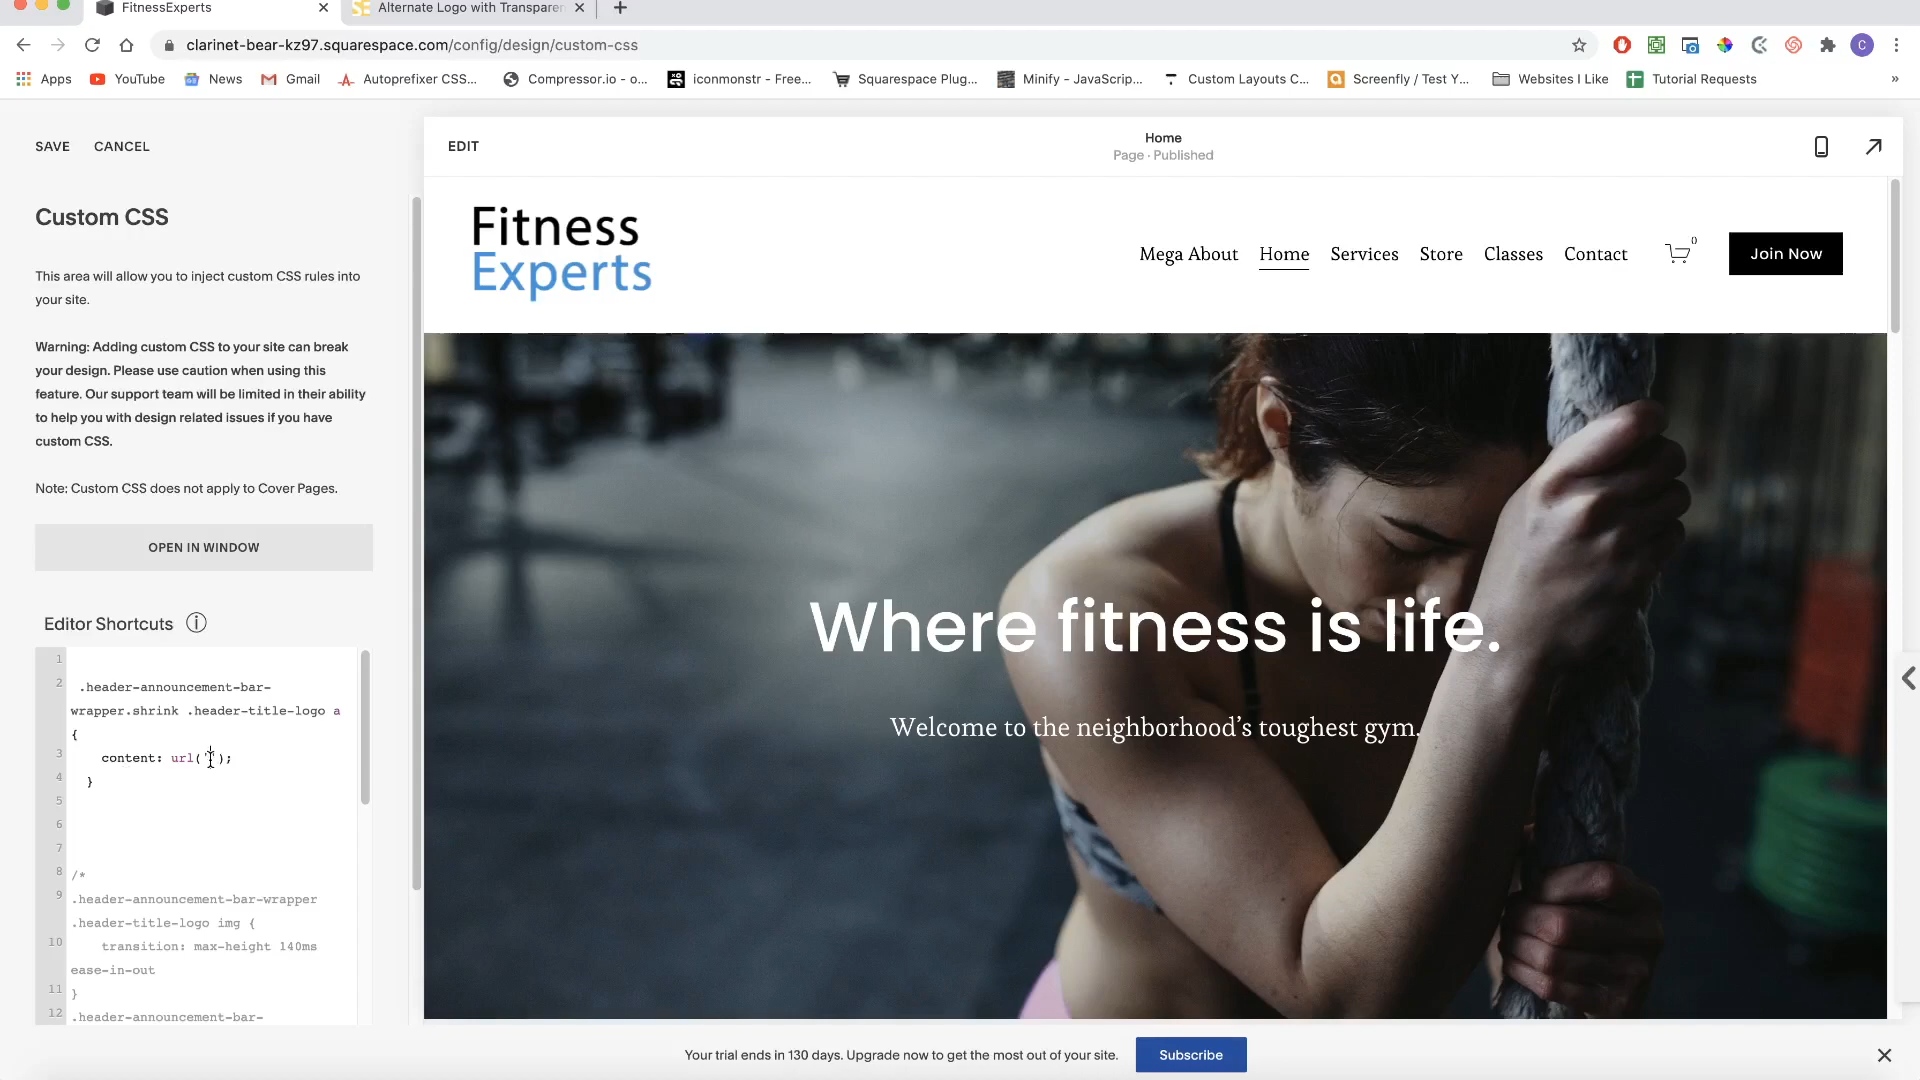 FitnessExperts
Alternate Logo with Transparen
clarinet-bear-kz97.squarespace.com/config/design/custom-css
C
Apps
YouTube
News
Gmail
Autoprefixer CSS...
Compressor.io - o...
iconmonstr - Free...
Squarespace Plug...
Minify - JavaScrip...
Custom Layouts C...
Screenfly / Test Y...
Websites I Like
Tutorial Requests
»
SAVE
CANCEL
EDIT
Home
Page · Published
Custom CSS
This area will allow you to inject custom CSS rules into
your site.
Warning: Adding custom CSS to your site can break
your design. Please use caution when using this
feature. Our support team will be limited in their ability
to help you with design related issues if you have
custom CSS.
Note: Custom CSS does not apply to Cover Pages.
OPEN IN WINDOW
Editor Shortcuts
1
2 .header-announcement-bar-
wrapper.shrink .header-title-logo a
{
3 content: url('');
4 }
5
6
7
8 /*
9 .header-announcement-bar-wrapper
.header-title-logo img {
10 transition: max-height 140ms
ease-in-out
11 }
12 .header-announcement-bar-
Fitness
Experts
Mega About
Home
Services
Store
Classes
Contact
0
Join Now
Where fitness is life.
Welcome to the neighborhood's toughest gym.
Your trial ends in 130 days. Upgrade now to get the most out of your site.
Subscribe